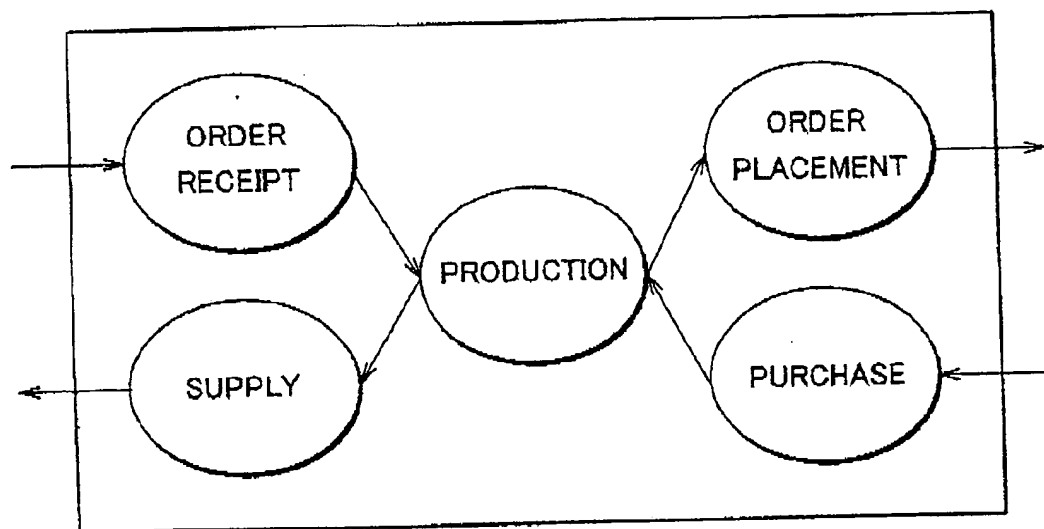 ORDER
RECEIPT
ORDER
PLACEMENT
PRODUCTION
SUPPLY
PURCHASE